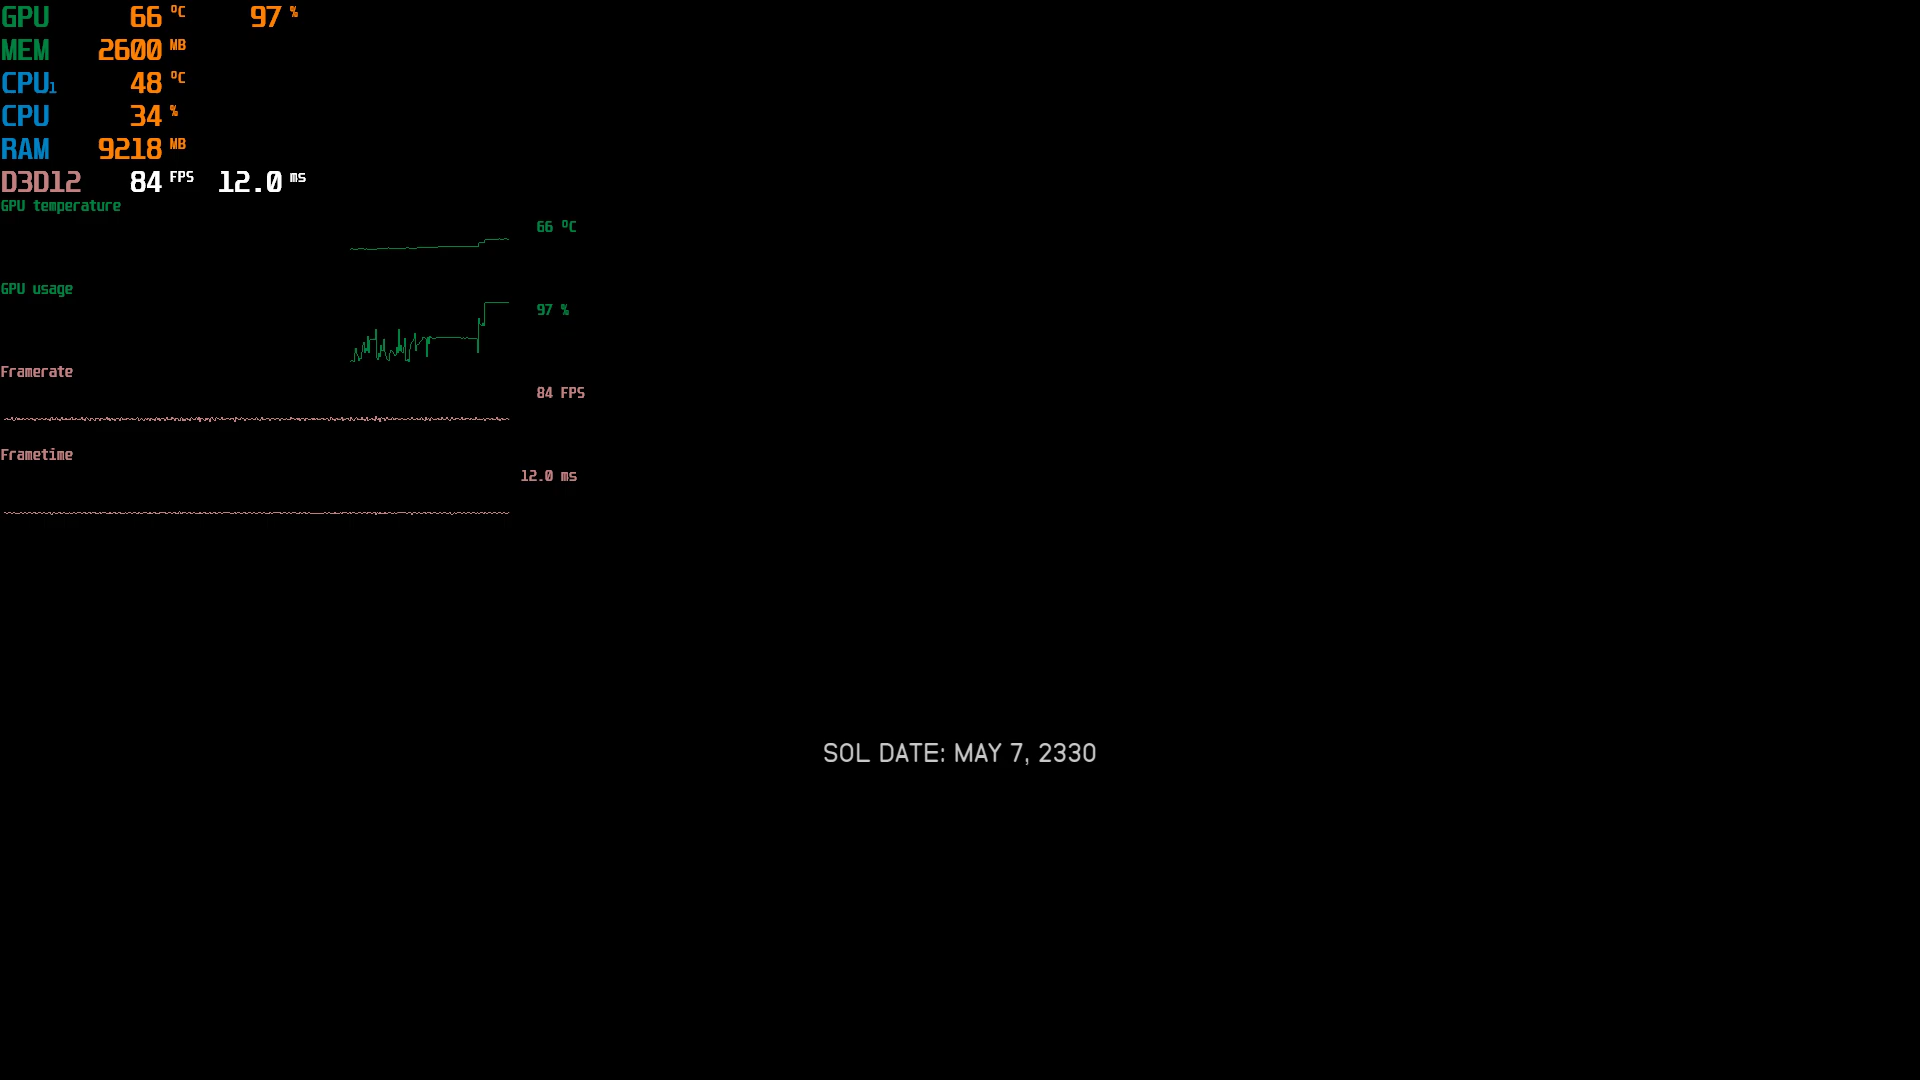 GPU 66 °C 97 %
MEM 2600 MB
CPU1 48 °C
CPU 34 %
RAM 9218 MB
D3D12 84 FPS 12.0 ms
GPU temperature
66 °C
GPU usage
97 %
Framerate
84 FPS
Frametime
12.0 ms
SOL DATE: MAY 7, 2330